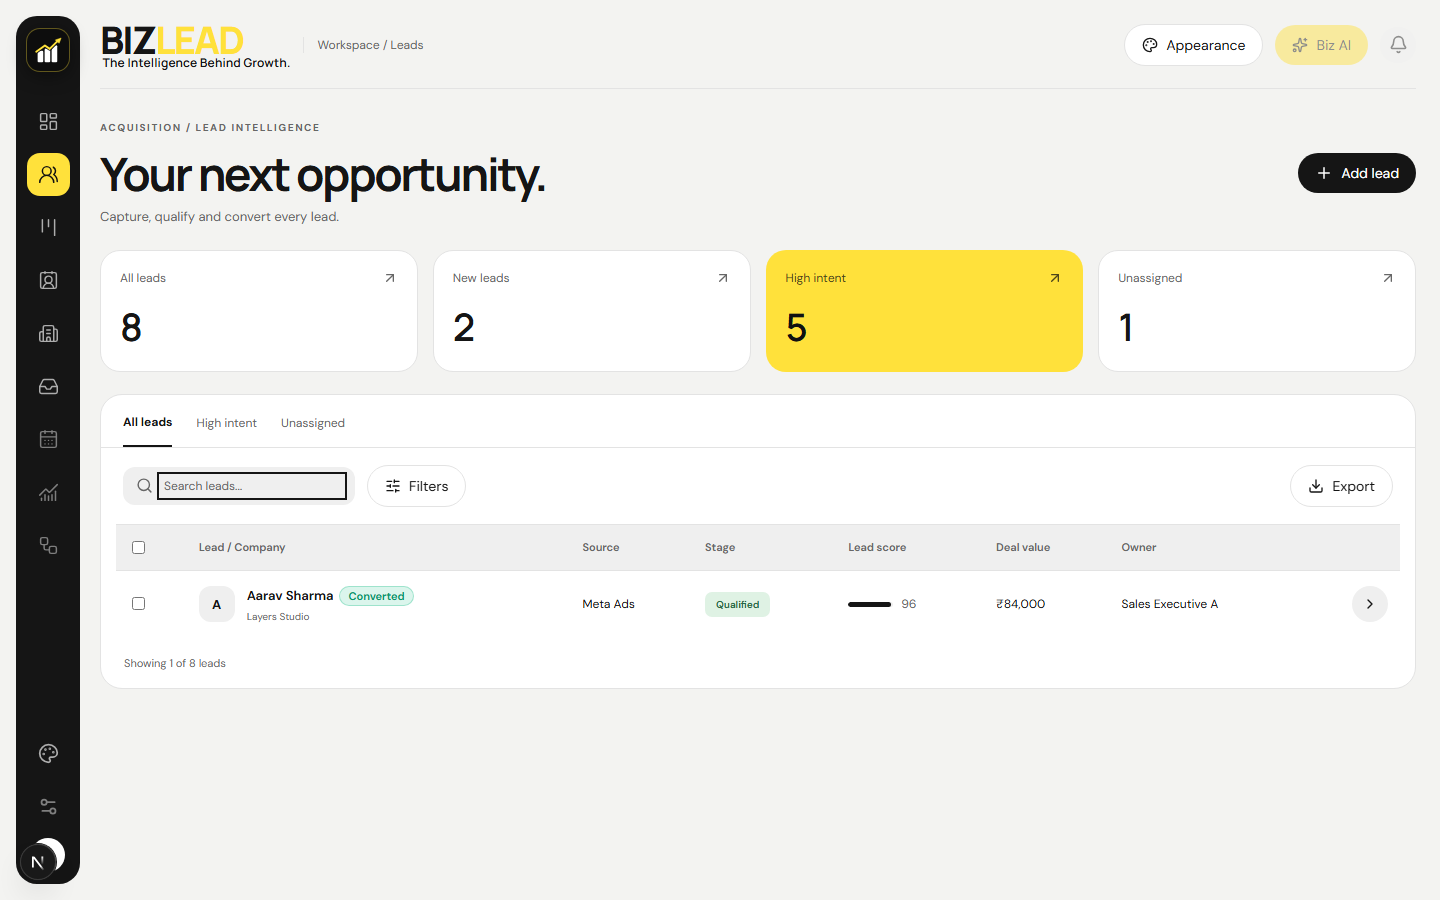 BIZLEAD
The Intelligence Behind Growth.
Workspace / Leads
Appearance
Biz AI
ACQUISITION / LEAD INTELLIGENCE
Your next opportunity.
Capture, qualify and convert every lead.
Add lead
All leads
8
New leads
2
High intent
5
Unassigned
1
All leads
High intent
Unassigned
Search leads...
Filters
Export
Lead / Company
Source
Stage
Lead score
Deal value
Owner
A
Aarav Sharma
Converted
Layers Studio
Meta Ads
Qualified
96
₹84,000
Sales Executive A
Showing 1 of 8 leads
N